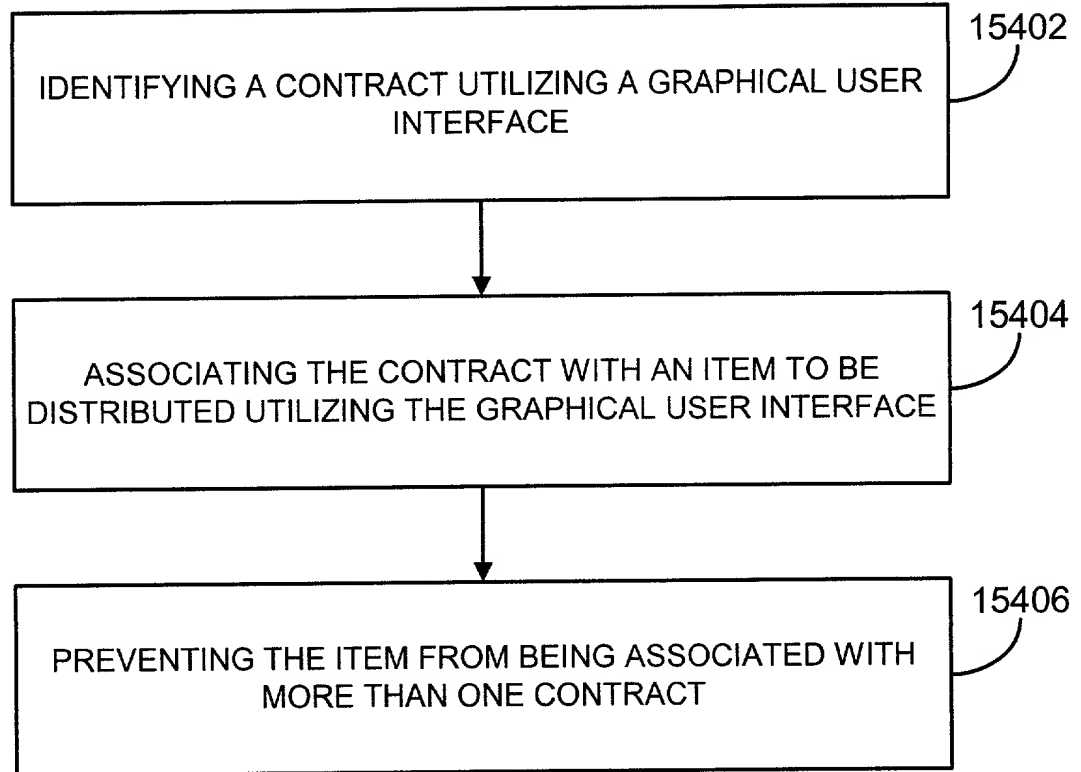 15402
IDENTIFYING A CONTRACT UTILIZING A GRAPHICAL USER
INTERFACE
15404
ASSOCIATING THE CONTRACT WITH AN ITEM TO BE
DISTRIBUTED UTILIZING THE GRAPHICAL USER INTERFACE
15406
PREVENTING THE ITEM FROM BEING ASSOCIATED WITH
MORE THAN ONE CONTRACT